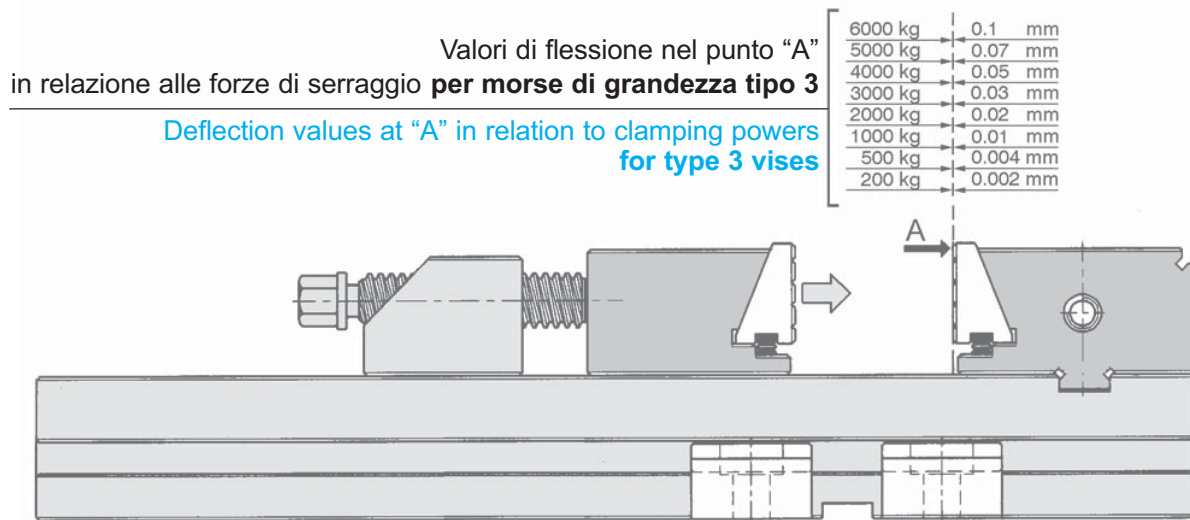 Valori di flessione nel punto “A”
in relazione alle forze di serraggio per morse di grandezza tipo 3
Deflection values at “A” in relation to clamping powers
for type 3 vises
6000 kg 0.1 mm
5000 kg 0.07 mm
4000 kg 0.05 mm
3000 kg 0.03 mm
2000 kg 0.02 mm
1000 kg 0.01 mm
500 kg 0.004 mm
200 kg 0.002 mm
A